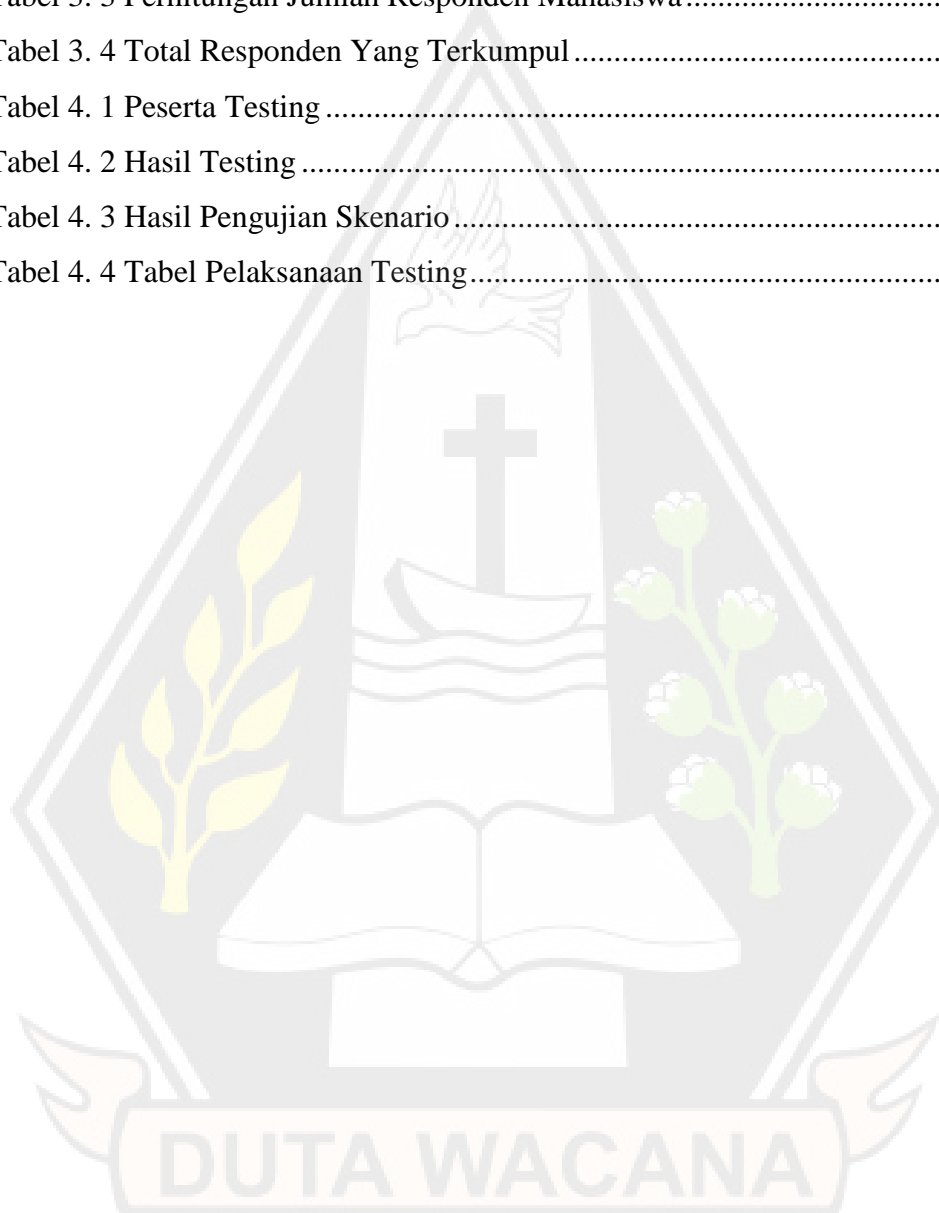 Tabel 3. 3 Perhitungan Jumlah Responden Mahasiswa
Tabel 3. 4 Total Responden Yang Terkumpul
Tabel 4. 1 Peserta Testing
Tabel 4. 2 Hasil Testing
Tabel 4. 3 Hasil Pengujian Skenario
Tabel 4. 4 Tabel Pelaksanaan Testing
DUTA WACANA